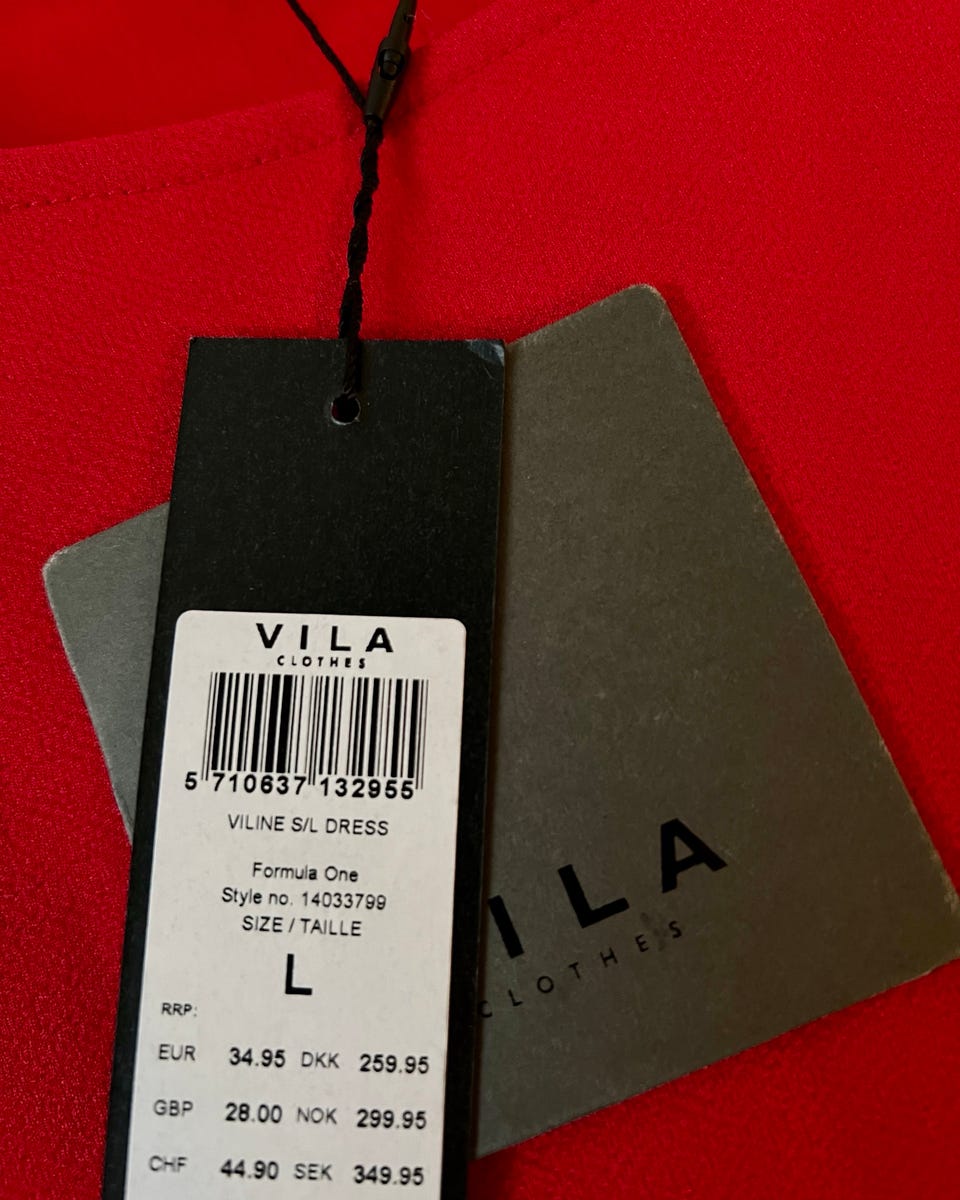 VILA
CLOTHES
5 710637 132955
VILINE S/L DRESS
Formula One
Style no. 14033799
SIZE / TAILLE
L
RRP:
EUR 34.95 DKK 259.95
GBP 28.00 NOK 299.95
CHF 44.90 SEK 349.95
ILA
CLOTHES